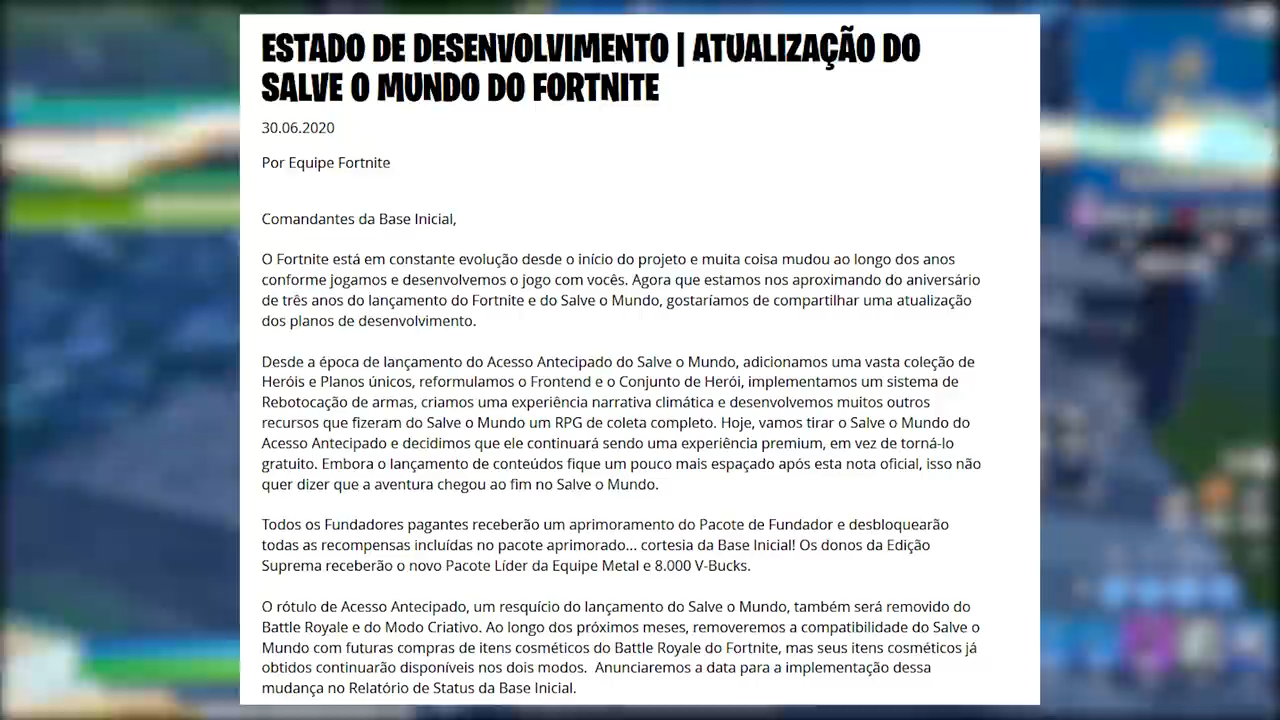 ESTADO DE DESENVOLVIMENTO | ATUALIZAÇÃO DO
SALVE O MUNDO DO FORTNITE
30.06.2020
Por Equipe Fortnite
Comandantes da Base Inicial,
O Fortnite está em constante evolução desde o início do projeto e muita coisa mudou ao longo dos anos
conforme jogamos e desenvolvemos o jogo com vocês. Agora que estamos nos aproximando do aniversário
de três anos do lançamento do Fortnite e do Salve o Mundo, gostaríamos de compartilhar uma atualização
dos planos de desenvolvimento.
Desde a época de lançamento do Acesso Antecipado do Salve o Mundo, adicionamos uma vasta coleção de
Heróis e Planos únicos, reformulamos o Frontend e o Conjunto de Herói, implementamos um sistema de
Rebotocação de armas, criamos uma experiência narrativa climática e desenvolvemos muitos outros
recursos que fizeram do Salve o Mundo um RPG de coleta completo. Hoje, vamos tirar o Salve o Mundo do
Acesso Antecipado e decidimos que ele continuará sendo uma experiência premium, em vez de torná-lo
gratuito. Embora o lançamento de conteúdos fique um pouco mais espaçado após esta nota oficial, isso não
quer dizer que a aventura chegou ao fim no Salve o Mundo.
Todos os Fundadores pagantes receberão um aprimoramento do Pacote de Fundador e desbloquearão
todas as recompensas incluídas no pacote aprimorado... cortesia da Base Inicial! Os donos da Edição
Suprema receberão o novo Pacote Líder da Equipe Metal e 8.000 V-Bucks.
O rótulo de Acesso Antecipado, um resquício do lançamento do Salve o Mundo, também será removido do
Battle Royale e do Modo Criativo. Ao longo dos próximos meses, removeremos a compatibilidade do Salve o
Mundo com futuras compras de itens cosméticos do Battle Royale do Fortnite, mas seus itens cosméticos já
obtidos continuarão disponíveis nos dois modos.  Anunciaremos a data para a implementação dessa
mudança no Relatório de Status da Base Inicial.